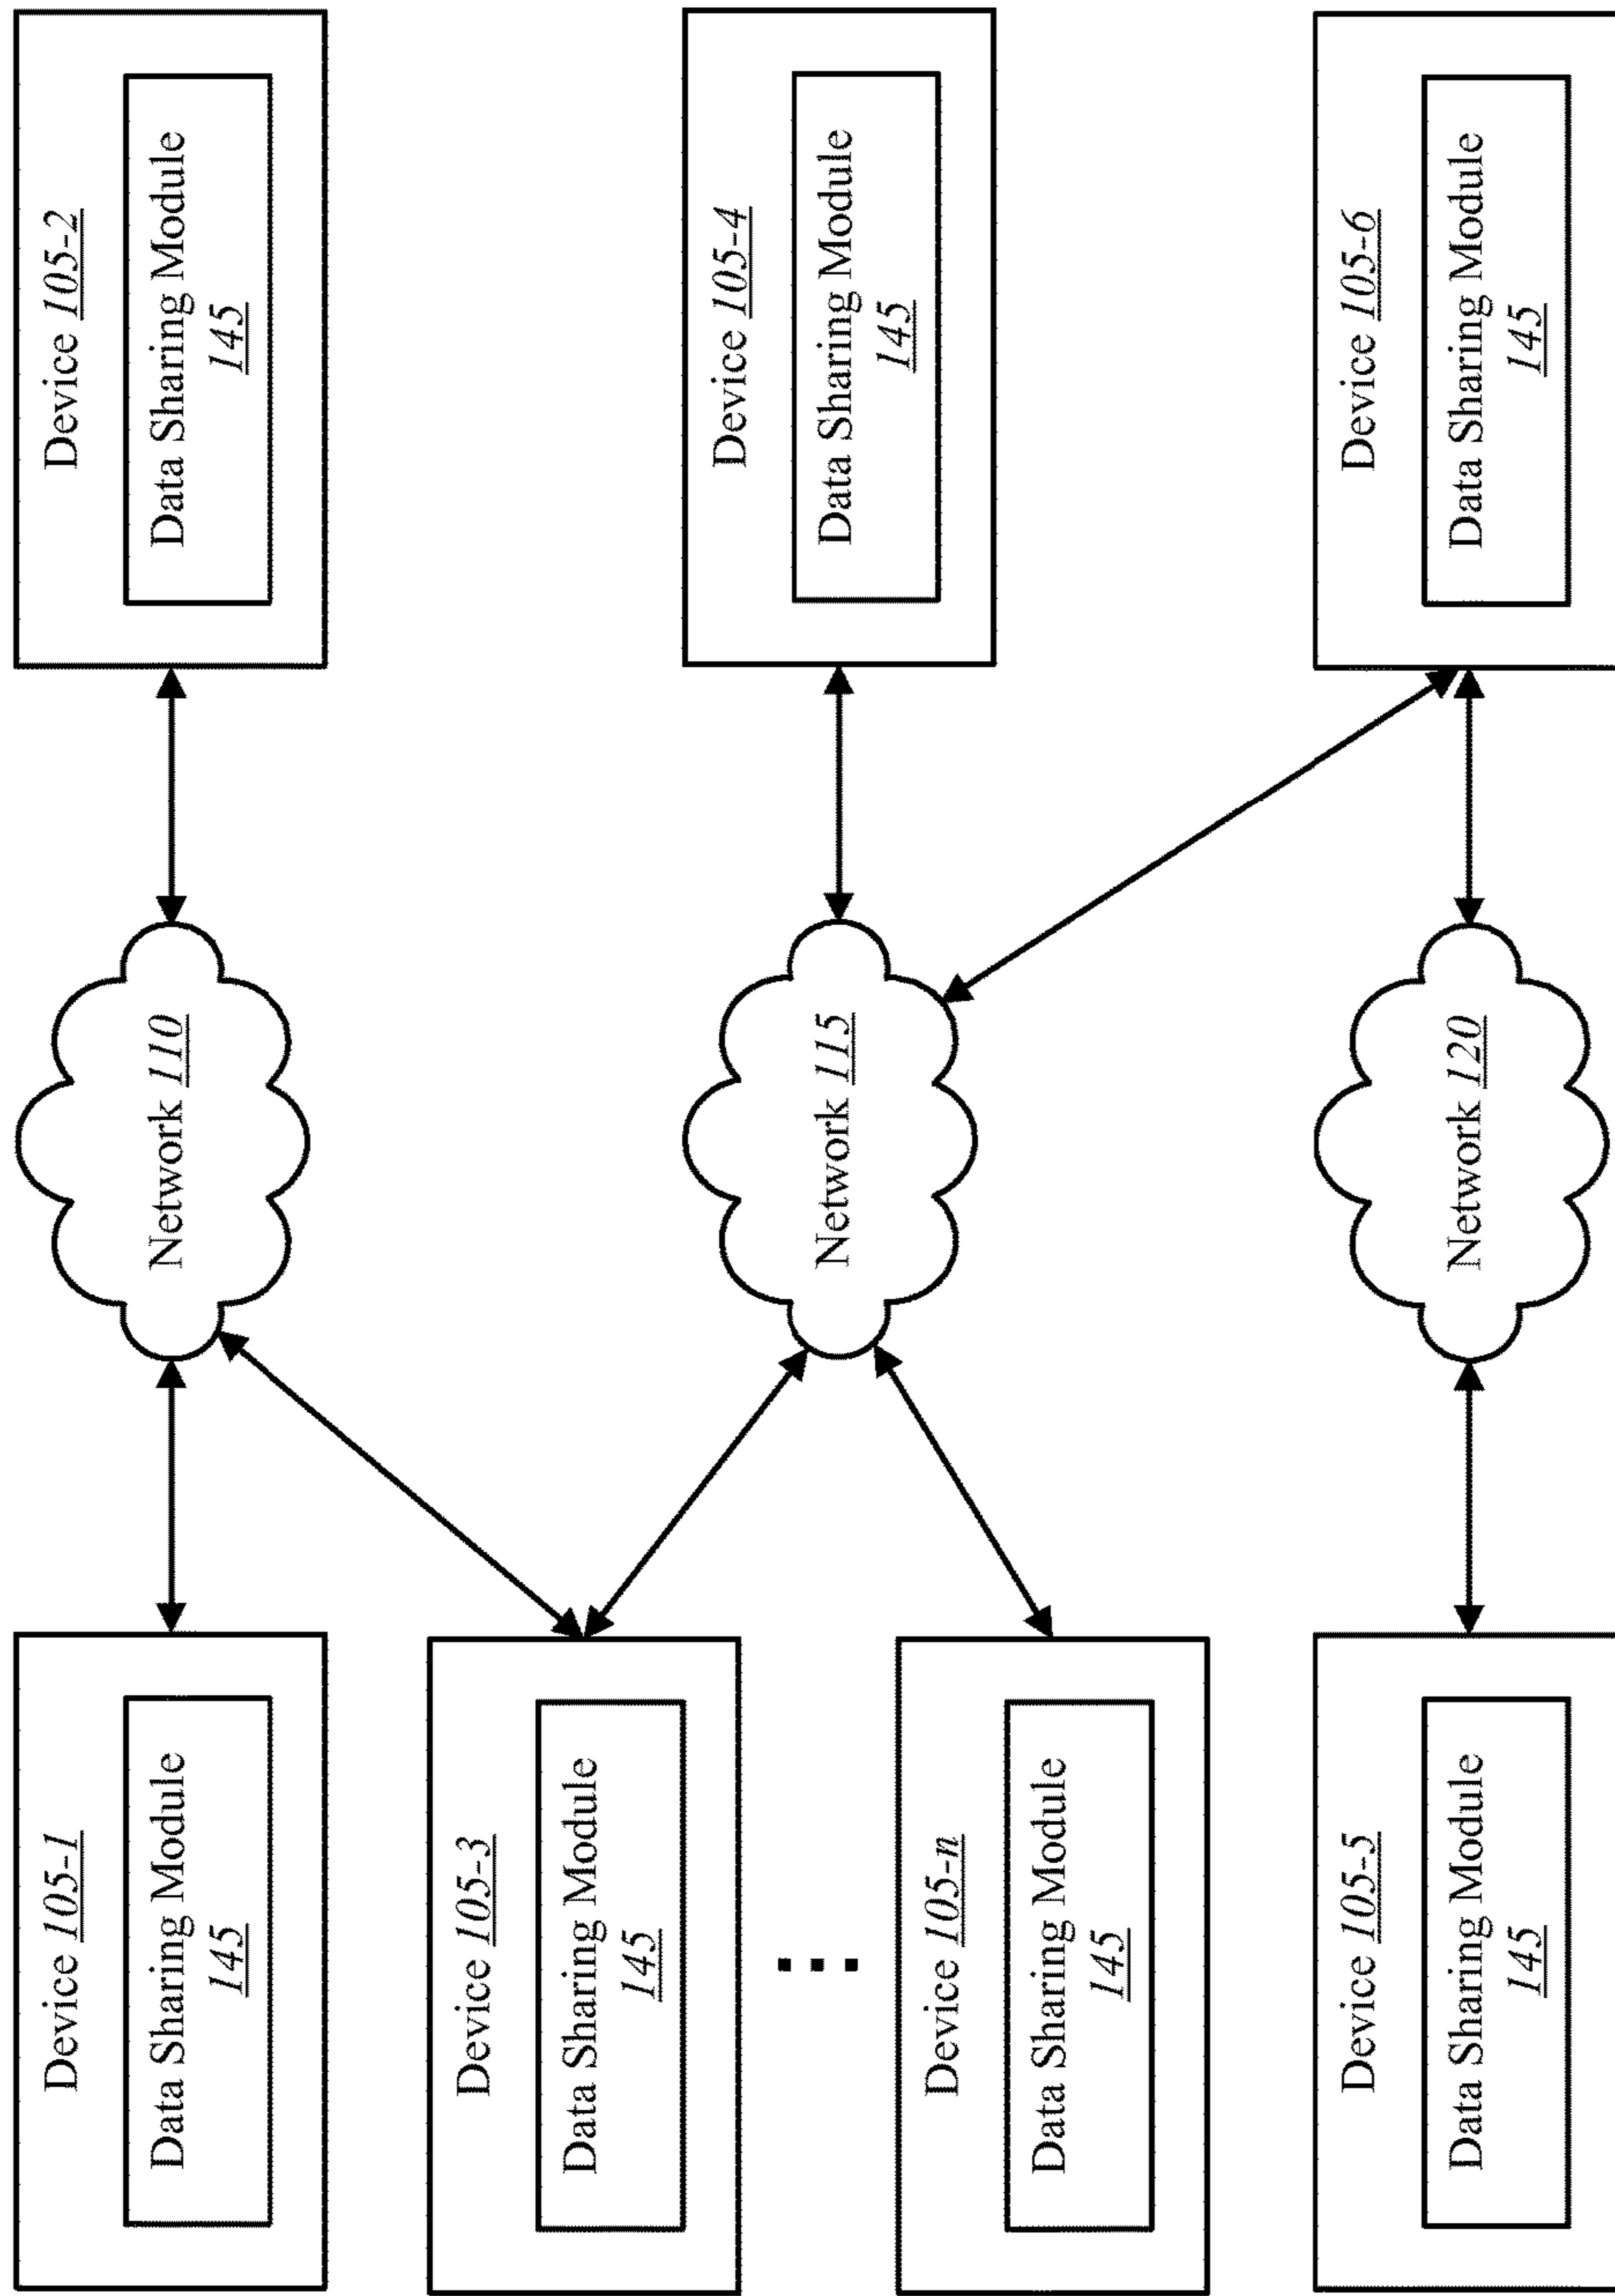 Device 105-1
Data Sharing Module
145
Network 110
Device 105-2
Data Sharing Module
145
Device 105-3
Data Sharing Module
145
Network 115
Device 105-4
Data Sharing Module
145
Device 105-n
Data Sharing Module
145
Device 105-5
Data Sharing Module
145
Network 120
Device 105-6
Data Sharing Module
145